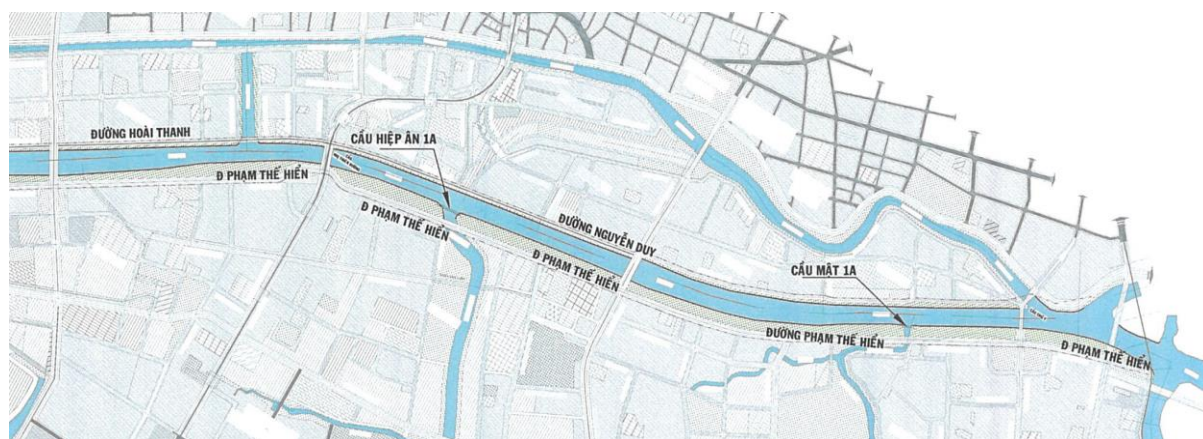 ĐƯỜNG HOÀI THANH
CẦU HIỆP ÂN 1A
Đ PHẠM THẾ HIỂN
Đ PHẠM THẾ HIỂN
ĐƯỜNG NGUYỄN DUY
Đ PHẠM THẾ HIỂN
CẦU MẬT 1A
ĐƯỜNG PHẠM THẾ HIỂN
Đ PHẠM THẾ HIỂN